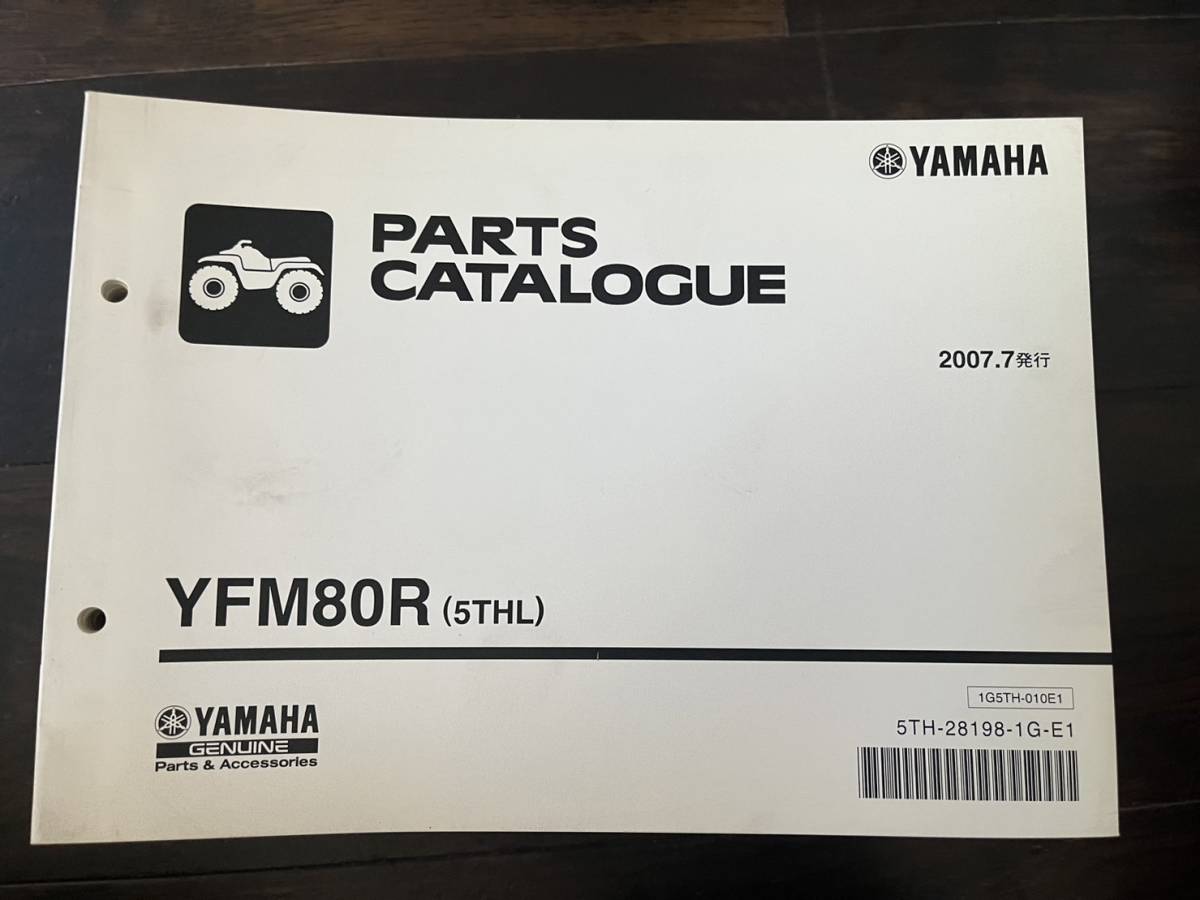 YAMAHA
PARTS
CATALOGUE
2007.7発行
YFM80R (5THL)
YAMAHA
GENUINE
Parts & Accessories
1G5TH-010E1
5TH-28198-1G-E1